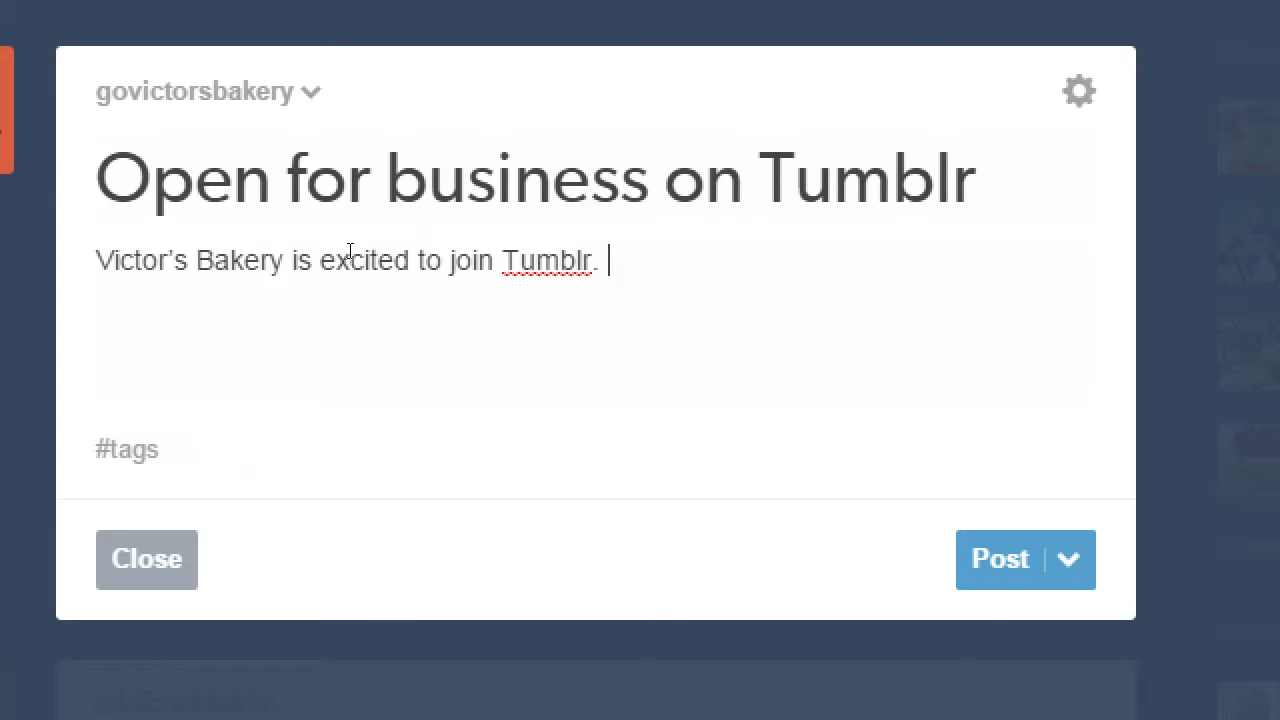 govictorsbakery
Open for business on Tumblr
Victor's Bakery is excited to join Tumblr.
#tags
Close
Post